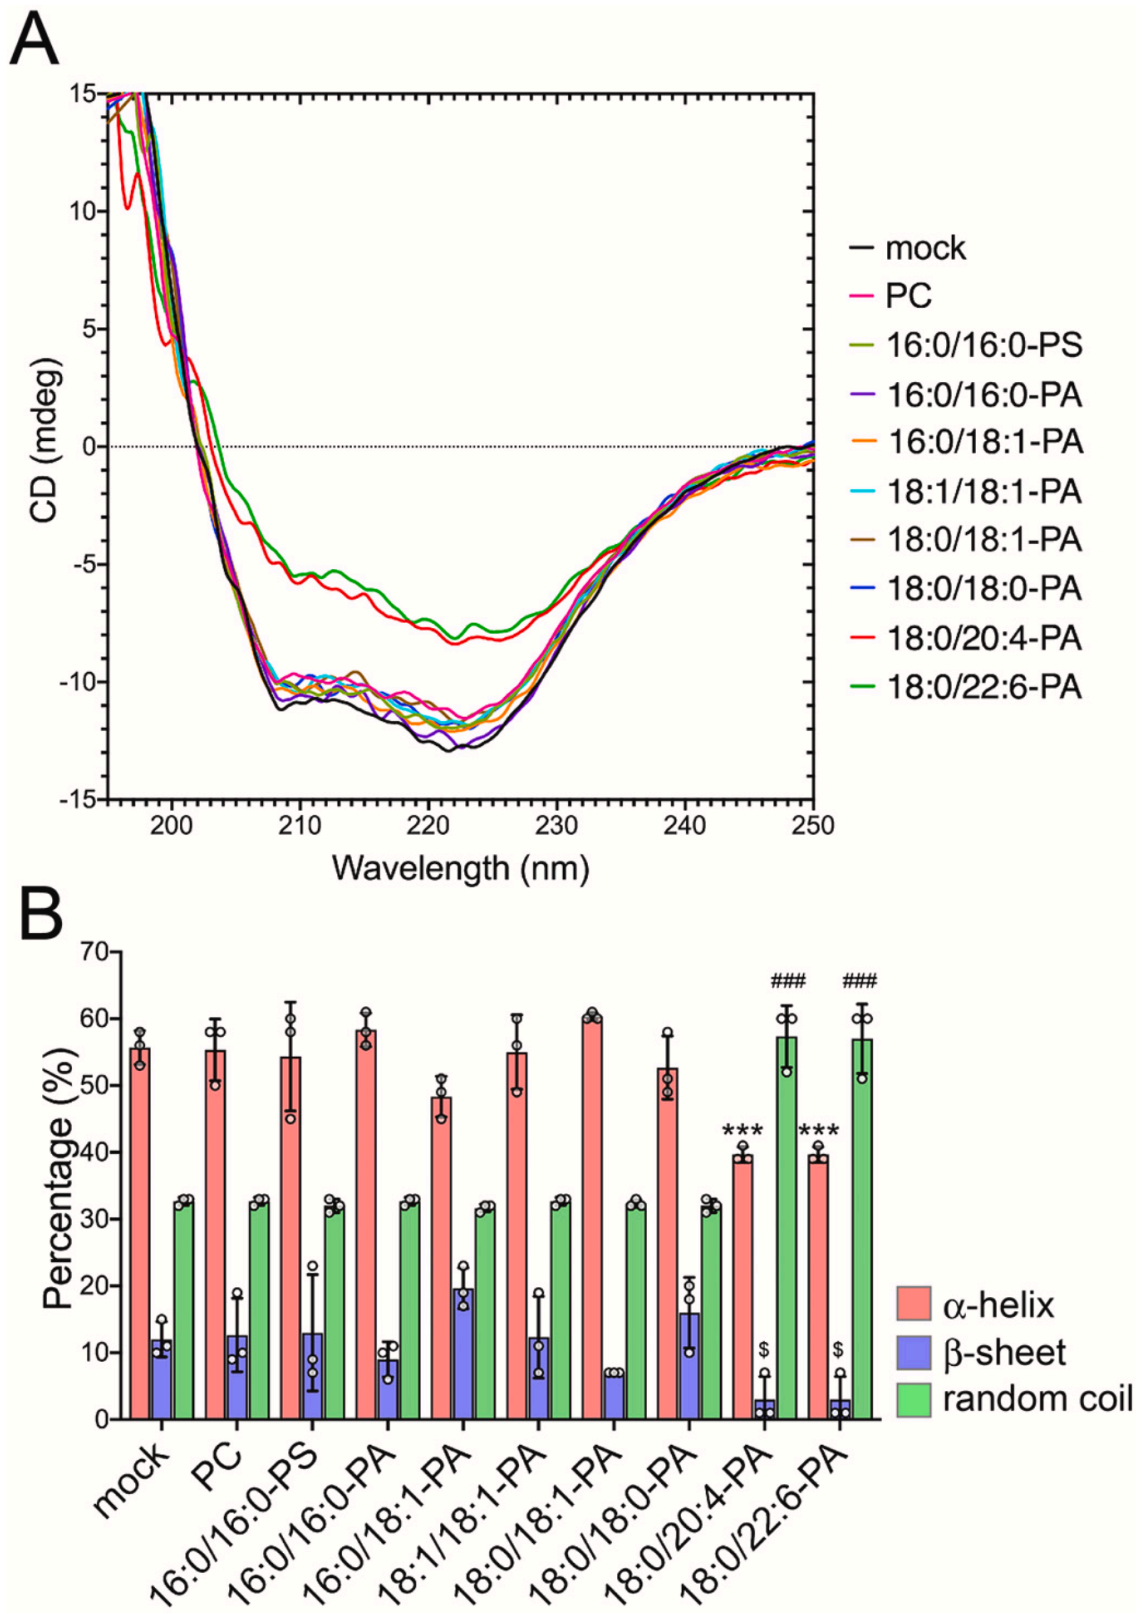 A
15
10
5
0
-5
-10
-15
CD (mdeg)
200 210 220 230 240 250
Wavelength (nm)
mock
PC
16:0/16:0-PS
16:0/16:0-PA
16:0/18:1-PA
18:1/18:1-PA
18:0/18:1-PA
18:0/18:0-PA
18:0/20:4-PA
18:0/22:6-PA
B
70
60
50
40
30
20
10
0
Percentage (%)
### ###
*** ***
$ $
α-helix
β-sheet
random coil
mock
PC
16:0/16:0-PS
16:0/16:0-PA
16:0/18:1-PA
18:1/18:1-PA
18:0/18:1-PA
18:0/18:0-PA
18:0/20:4-PA
18:0/22:6-PA